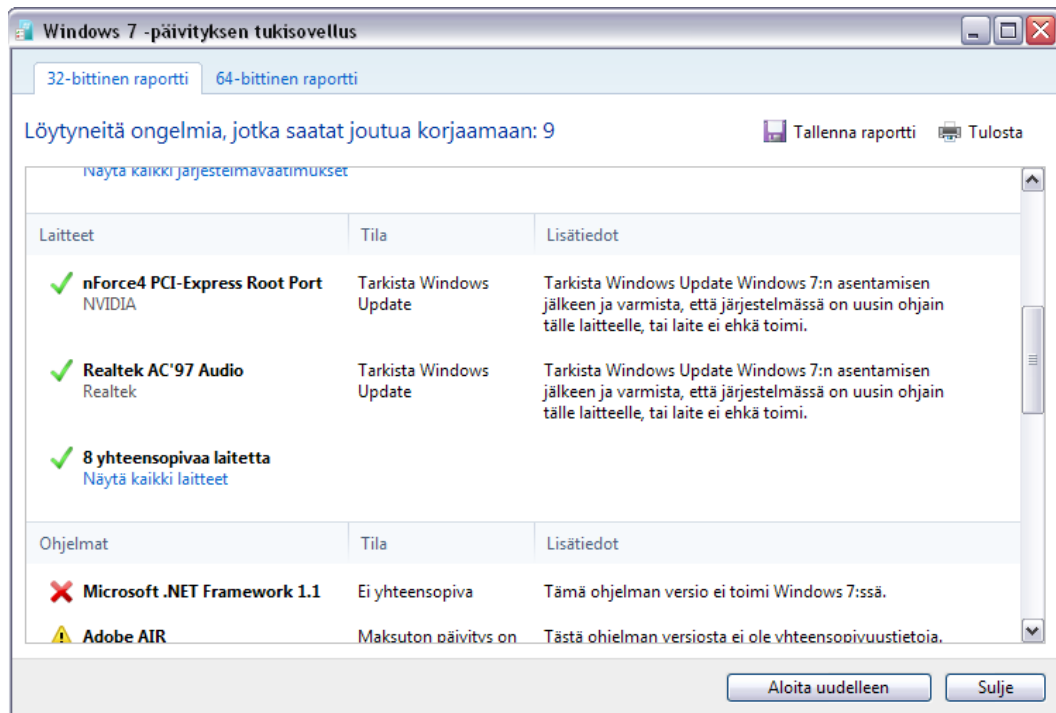 Windows 7 -päivityksen tukisovellus
32-bittinen raportti 64-bittinen raportti
Löytyneitä ongelmia, jotka saatat joutua korjaamaan: 9 Tallenna raportti Tulosta
Näytä kaikki järjestelmävaatimukset
Laitteet Tila Lisätiedot
nForce4 PCI-Express Root Port Tarkista Windows Tarkista Windows Update Windows 7:n asentamisen
NVIDIA Update jälkeen ja varmista, että järjestelmässä on uusin ohjain
tälle laitteelle, tai laite ei ehkä toimi.
Realtek AC'97 Audio Tarkista Windows Tarkista Windows Update Windows 7:n asentamisen
Realtek Update jälkeen ja varmista, että järjestelmässä on uusin ohjain
tälle laitteelle, tai laite ei ehkä toimi.
8 yhteensopivaa laitetta
Näytä kaikki laitteet
Ohjelmat Tila Lisätiedot
Microsoft .NET Framework 1.1 Ei yhteensopiva Tämä ohjelman versio ei toimi Windows 7:ssä.
Adobe AIR Maksuton päivitys on Tästä ohjelman versiosta ei ole yhteensopivuustietoja.
Aloita uudelleen Sulje